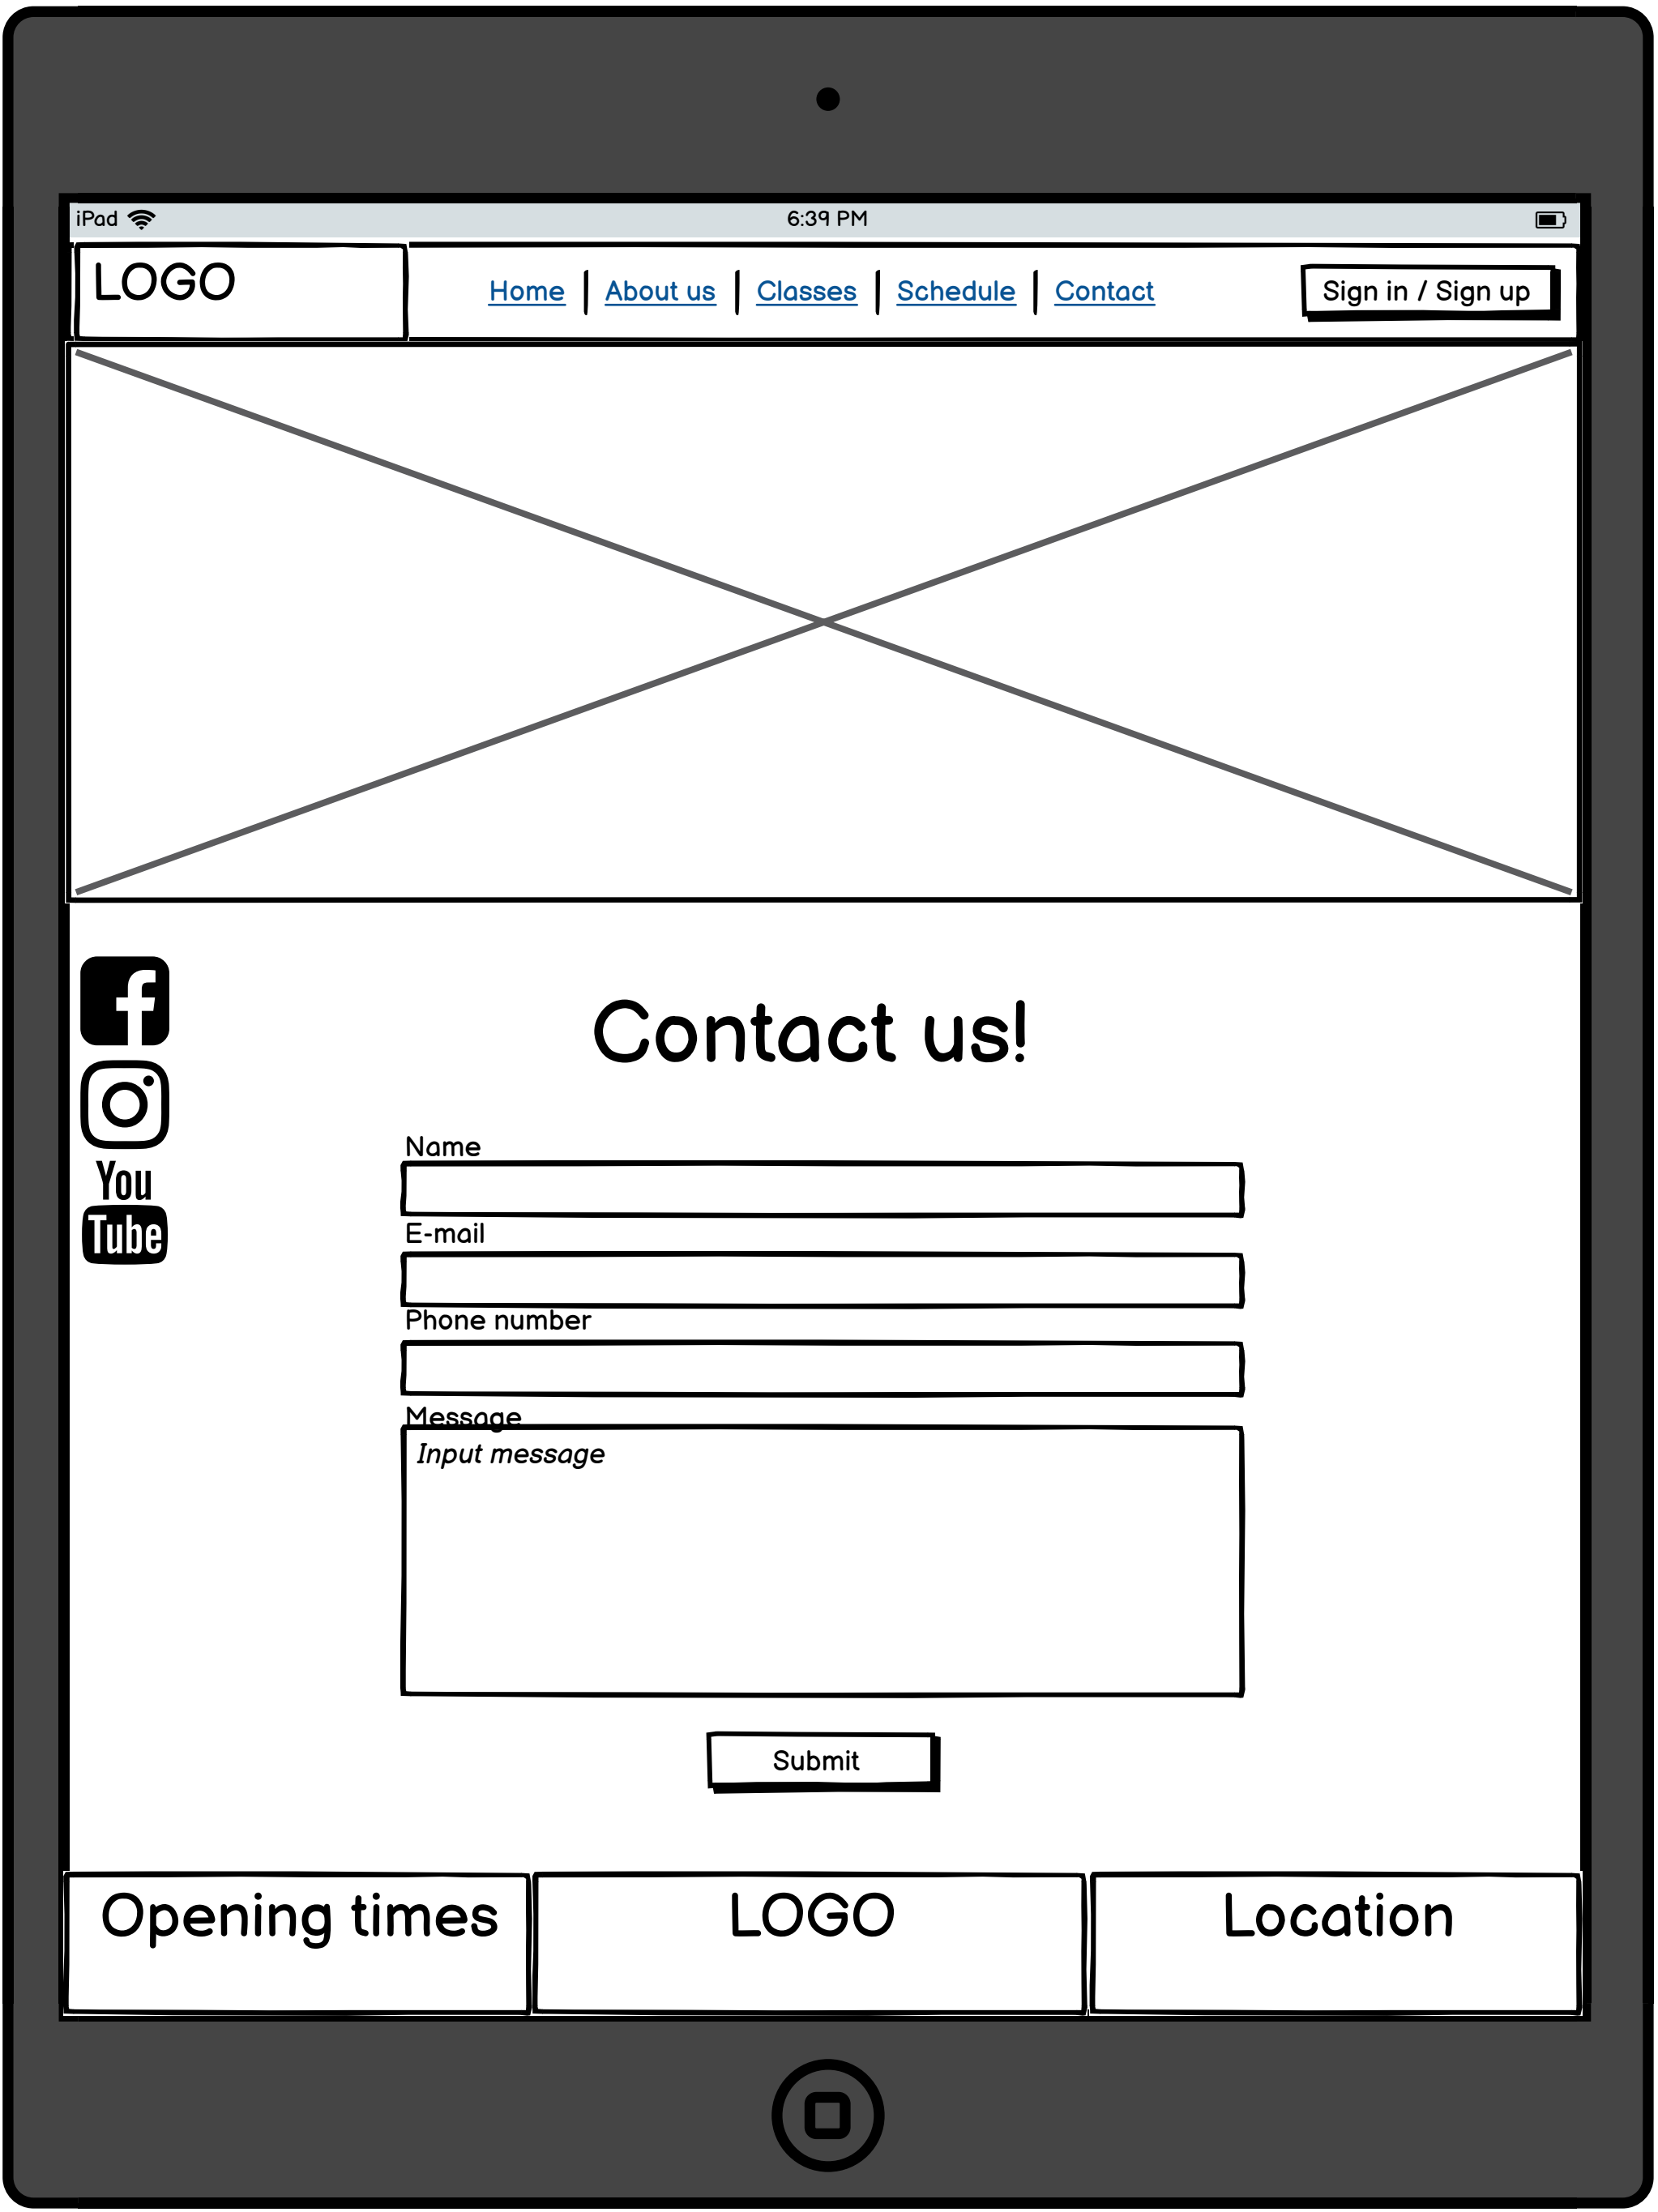 iPad 6:39 PM
LOGO
Home About us Classes Schedule Contact
Sign in / Sign up
Contact us!
You
Tube
Name
E-mail
Phone number
Message
Input message
Submit
Opening times
LOGO
Location